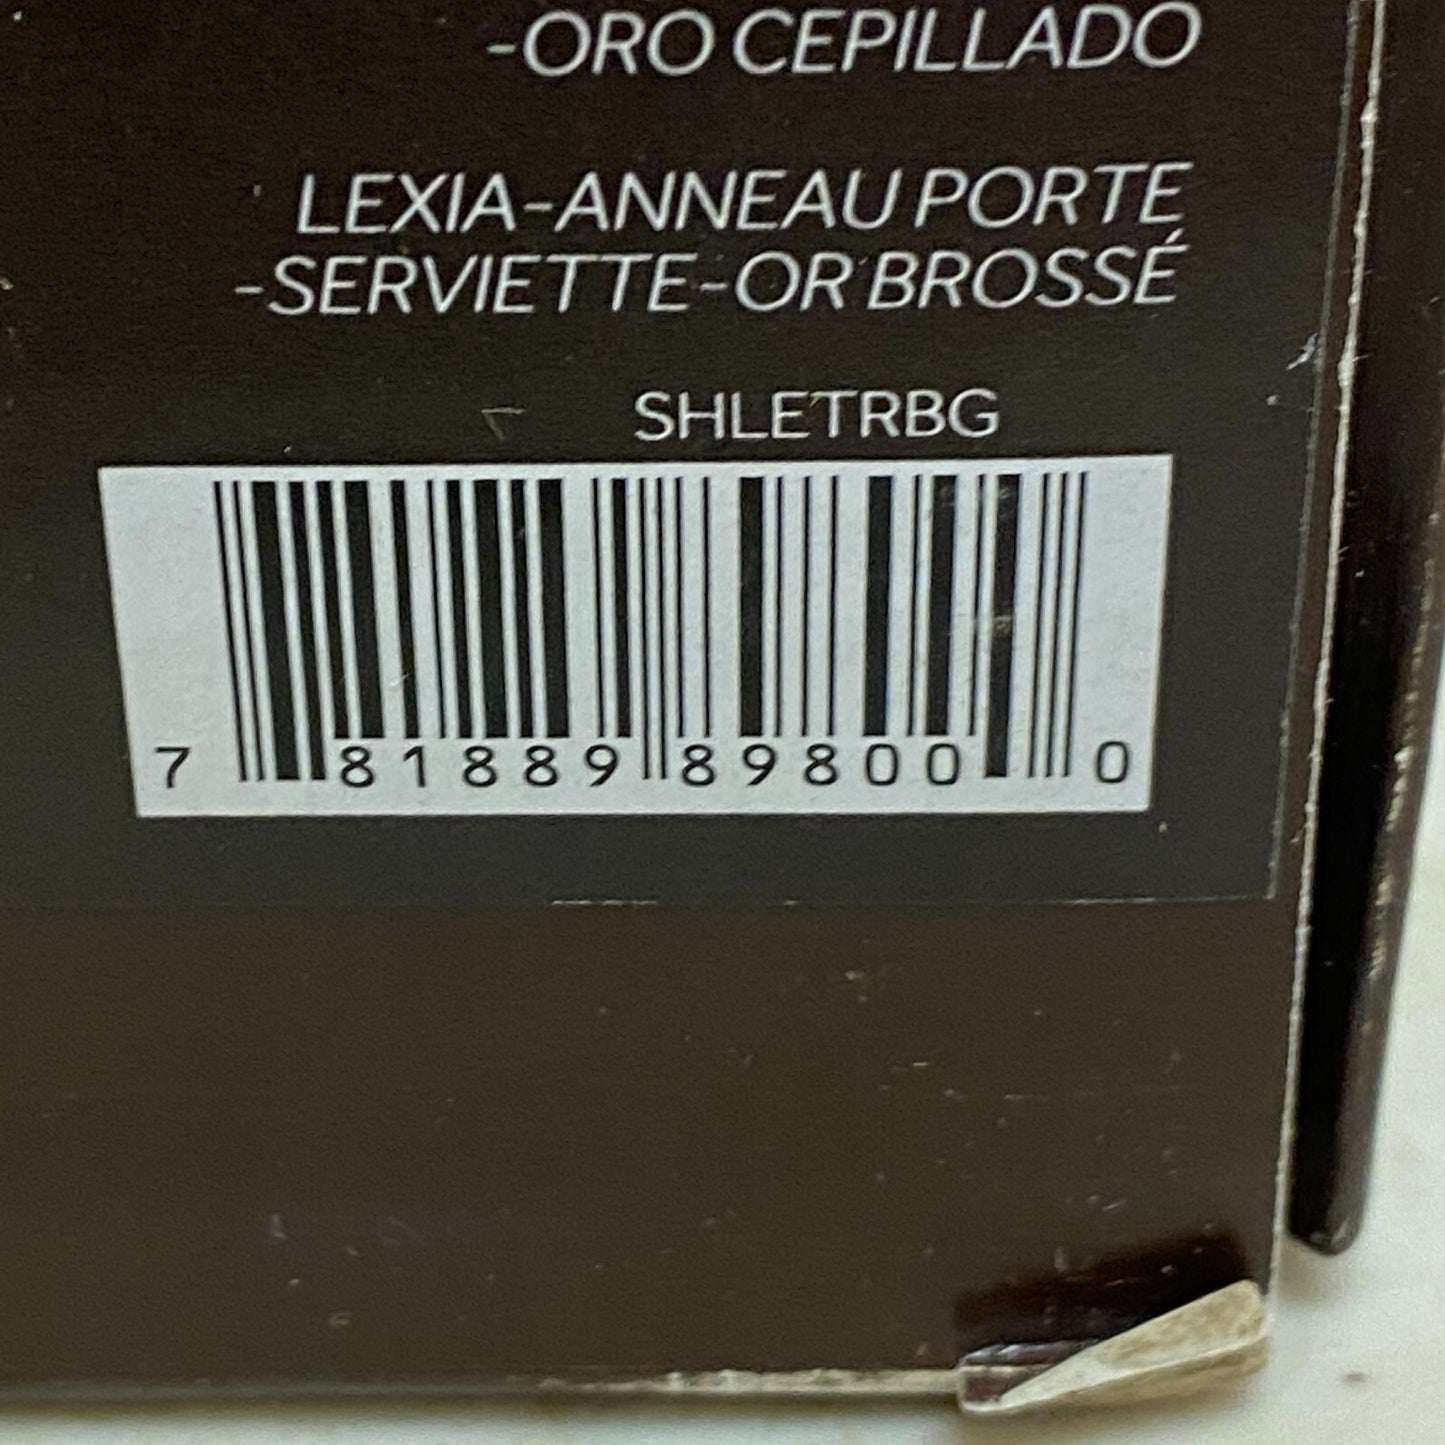 -ORO CEPILLADO
LEXIA-ANNEAU PORTE
-SERVIETTE-OR BROSSÉ
SHLETRBG
7 81889 89800 0